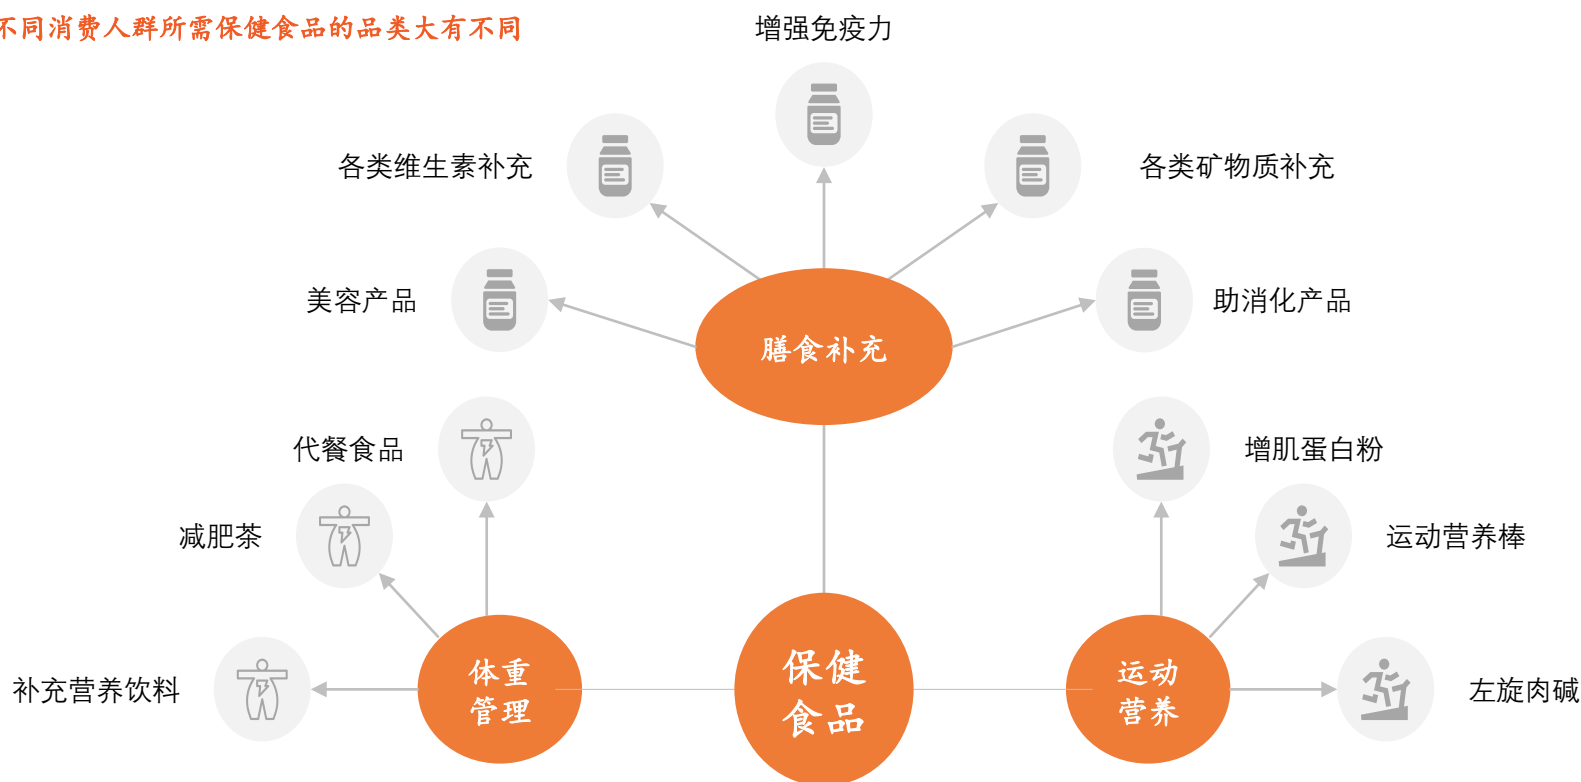 不同消费人群所需保健食品的品类大有不同
增强免疫力
各类维生素补充
各类矿物质补充
美容产品
助消化产品
膳食补充
代餐食品
增肌蛋白粉
减肥茶
运动营养棒
补充营养饮料
体重
管理
保健
食品
运动
营养
左旋肉碱